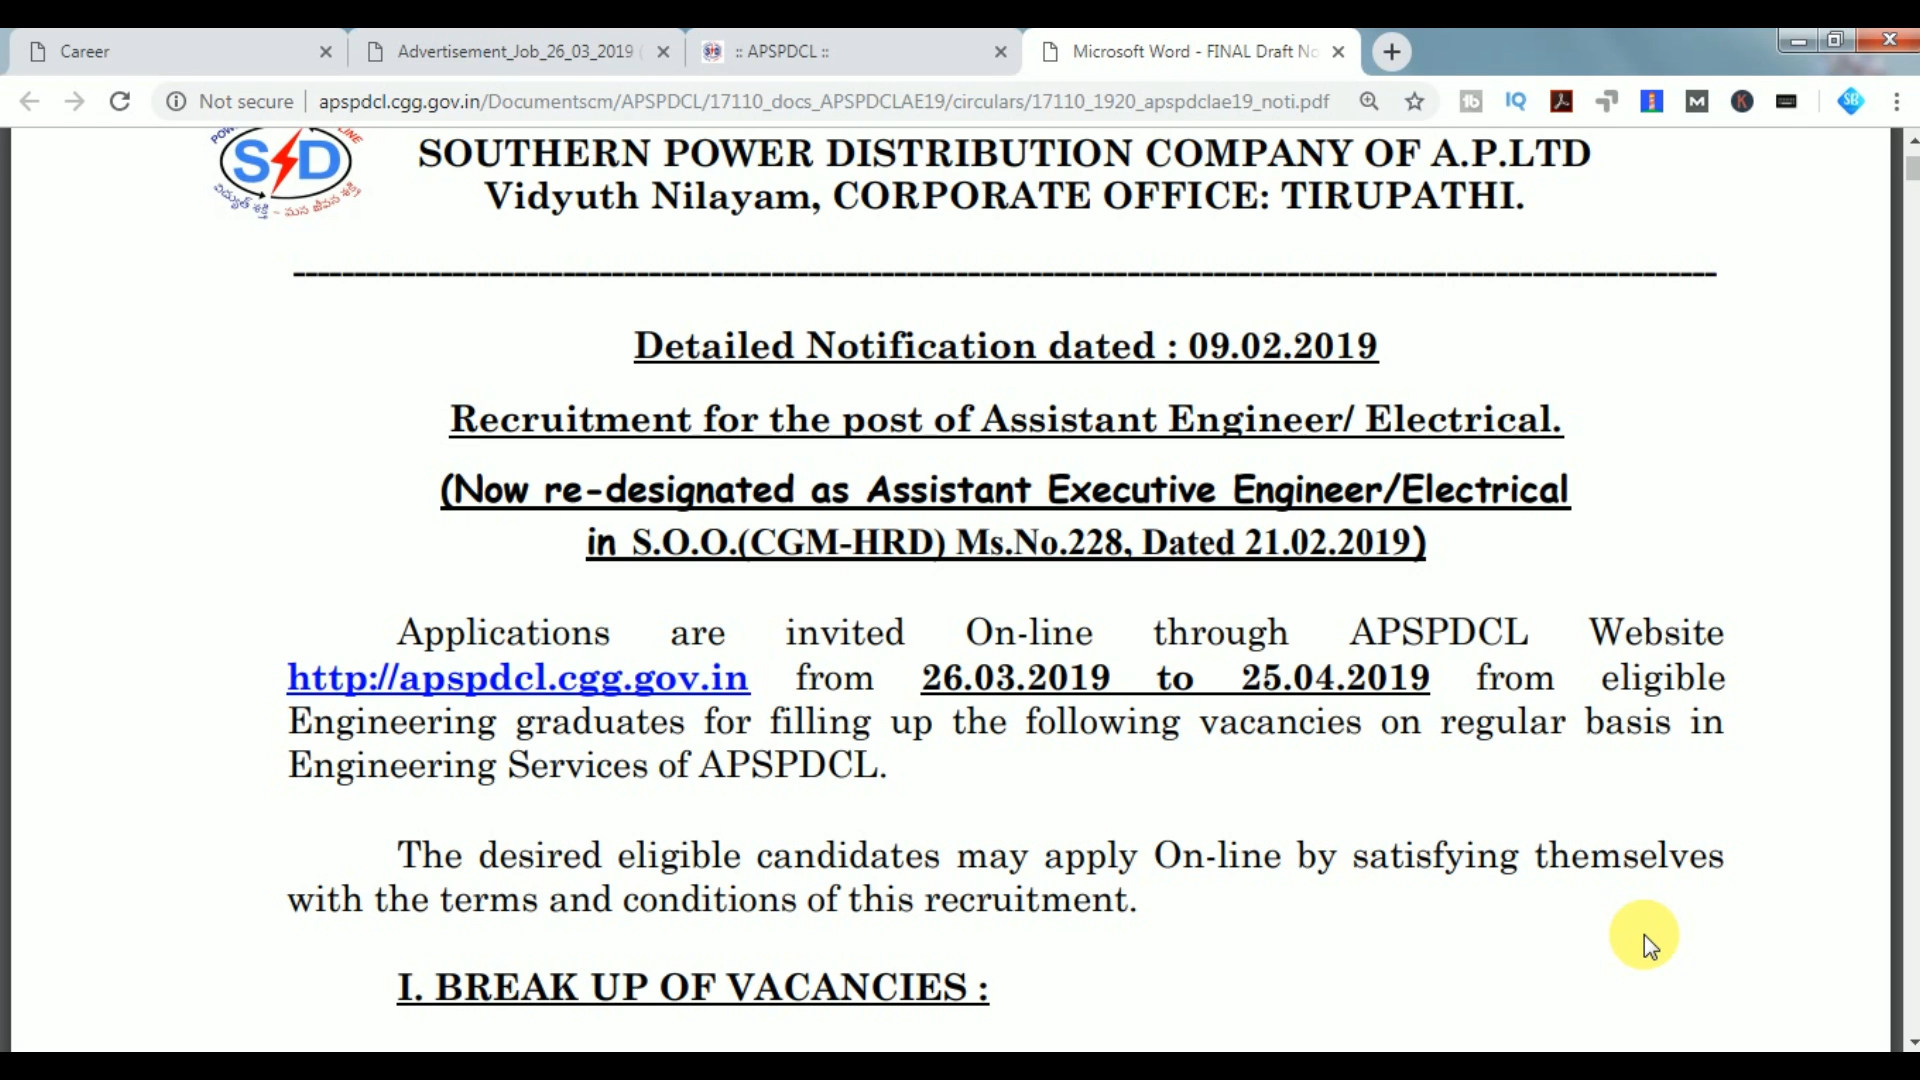 Career
Advertisement_Job_26_03_2019
:: APSPDCL ::
Microsoft Word - FINAL Draft No
Not secure
apspdcl.cgg.gov.in/Documentscm/APSPDCL/17110_docs_APSPDCLAE19/circulars/17110_1920_apspdclae19_noti.pdf
SD
విద్యుత్ శక్తి - మన జీవన శక్తి
SOUTHERN POWER DISTRIBUTION COMPANY OF A.P.LTD
Vidyuth Nilayam, CORPORATE OFFICE: TIRUPATHI.
Detailed Notification dated : 09.02.2019
Recruitment for the post of Assistant Engineer/ Electrical.
(Now re-designated as Assistant Executive Engineer/Electrical
in S.O.O.(CGM-HRD) Ms.No.228, Dated 21.02.2019)
Applications are invited On-line through APSPDCL Website
http://apspdcl.cgg.gov.in from 26.03.2019 to 25.04.2019 from eligible
Engineering graduates for filling up the following vacancies on regular basis in
Engineering Services of APSPDCL.
The desired eligible candidates may apply On-line by satisfying themselves
with the terms and conditions of this recruitment.
I. BREAK UP OF VACANCIES :